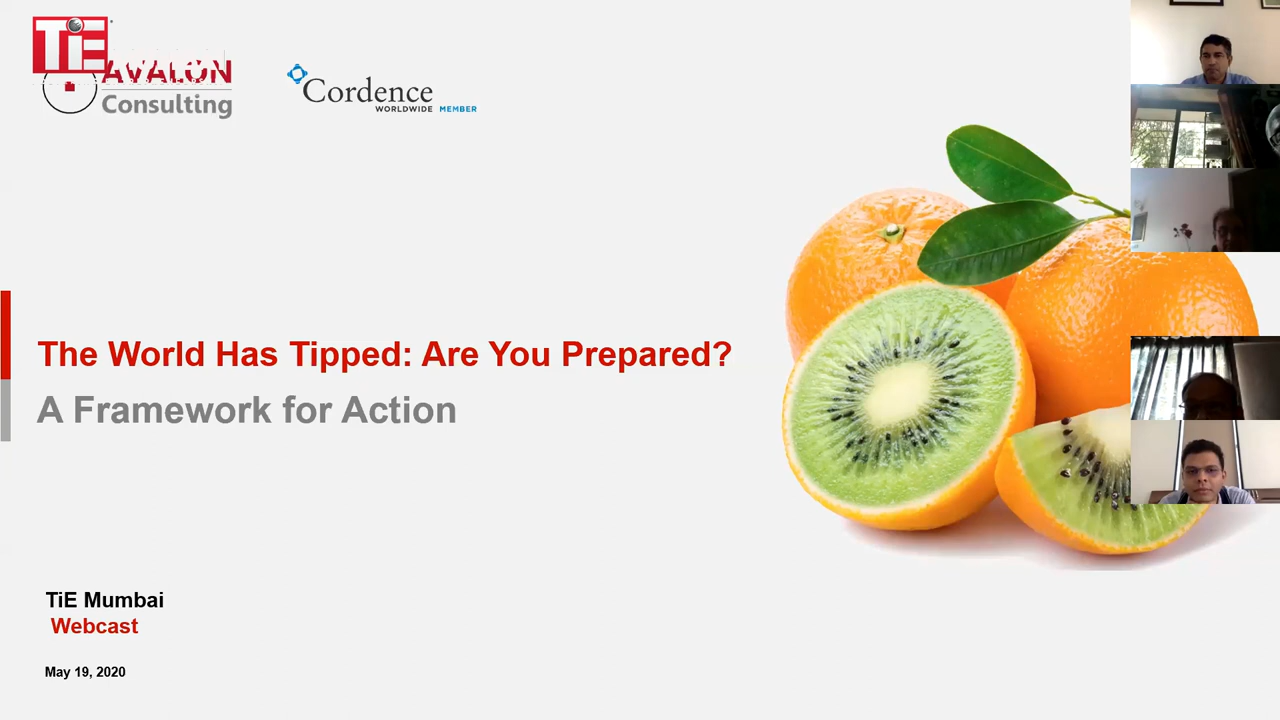 TiE
AVALON
Consulting
Cordence
WORLDWIDE MEMBER
The World Has Tipped: Are You Prepared?
A Framework for Action
TiE Mumbai
Webcast
May 19, 2020